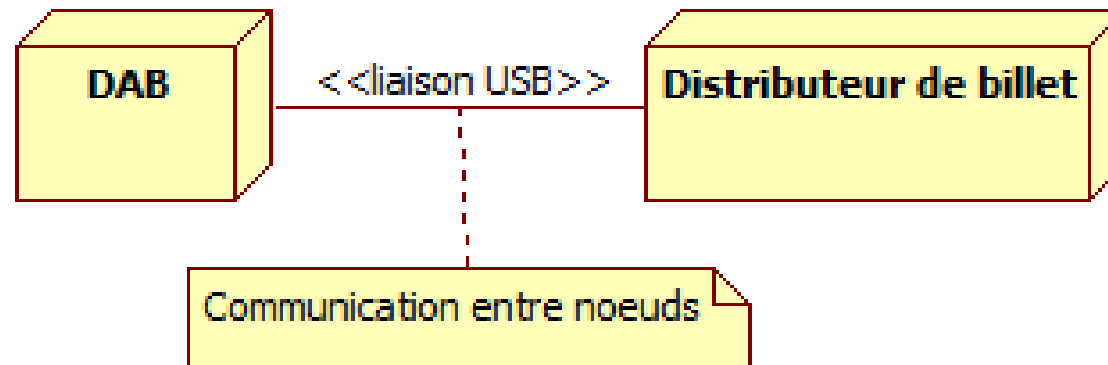 DAB
<<liaison USB>>
Distributeur de billet
Communication entre noeuds